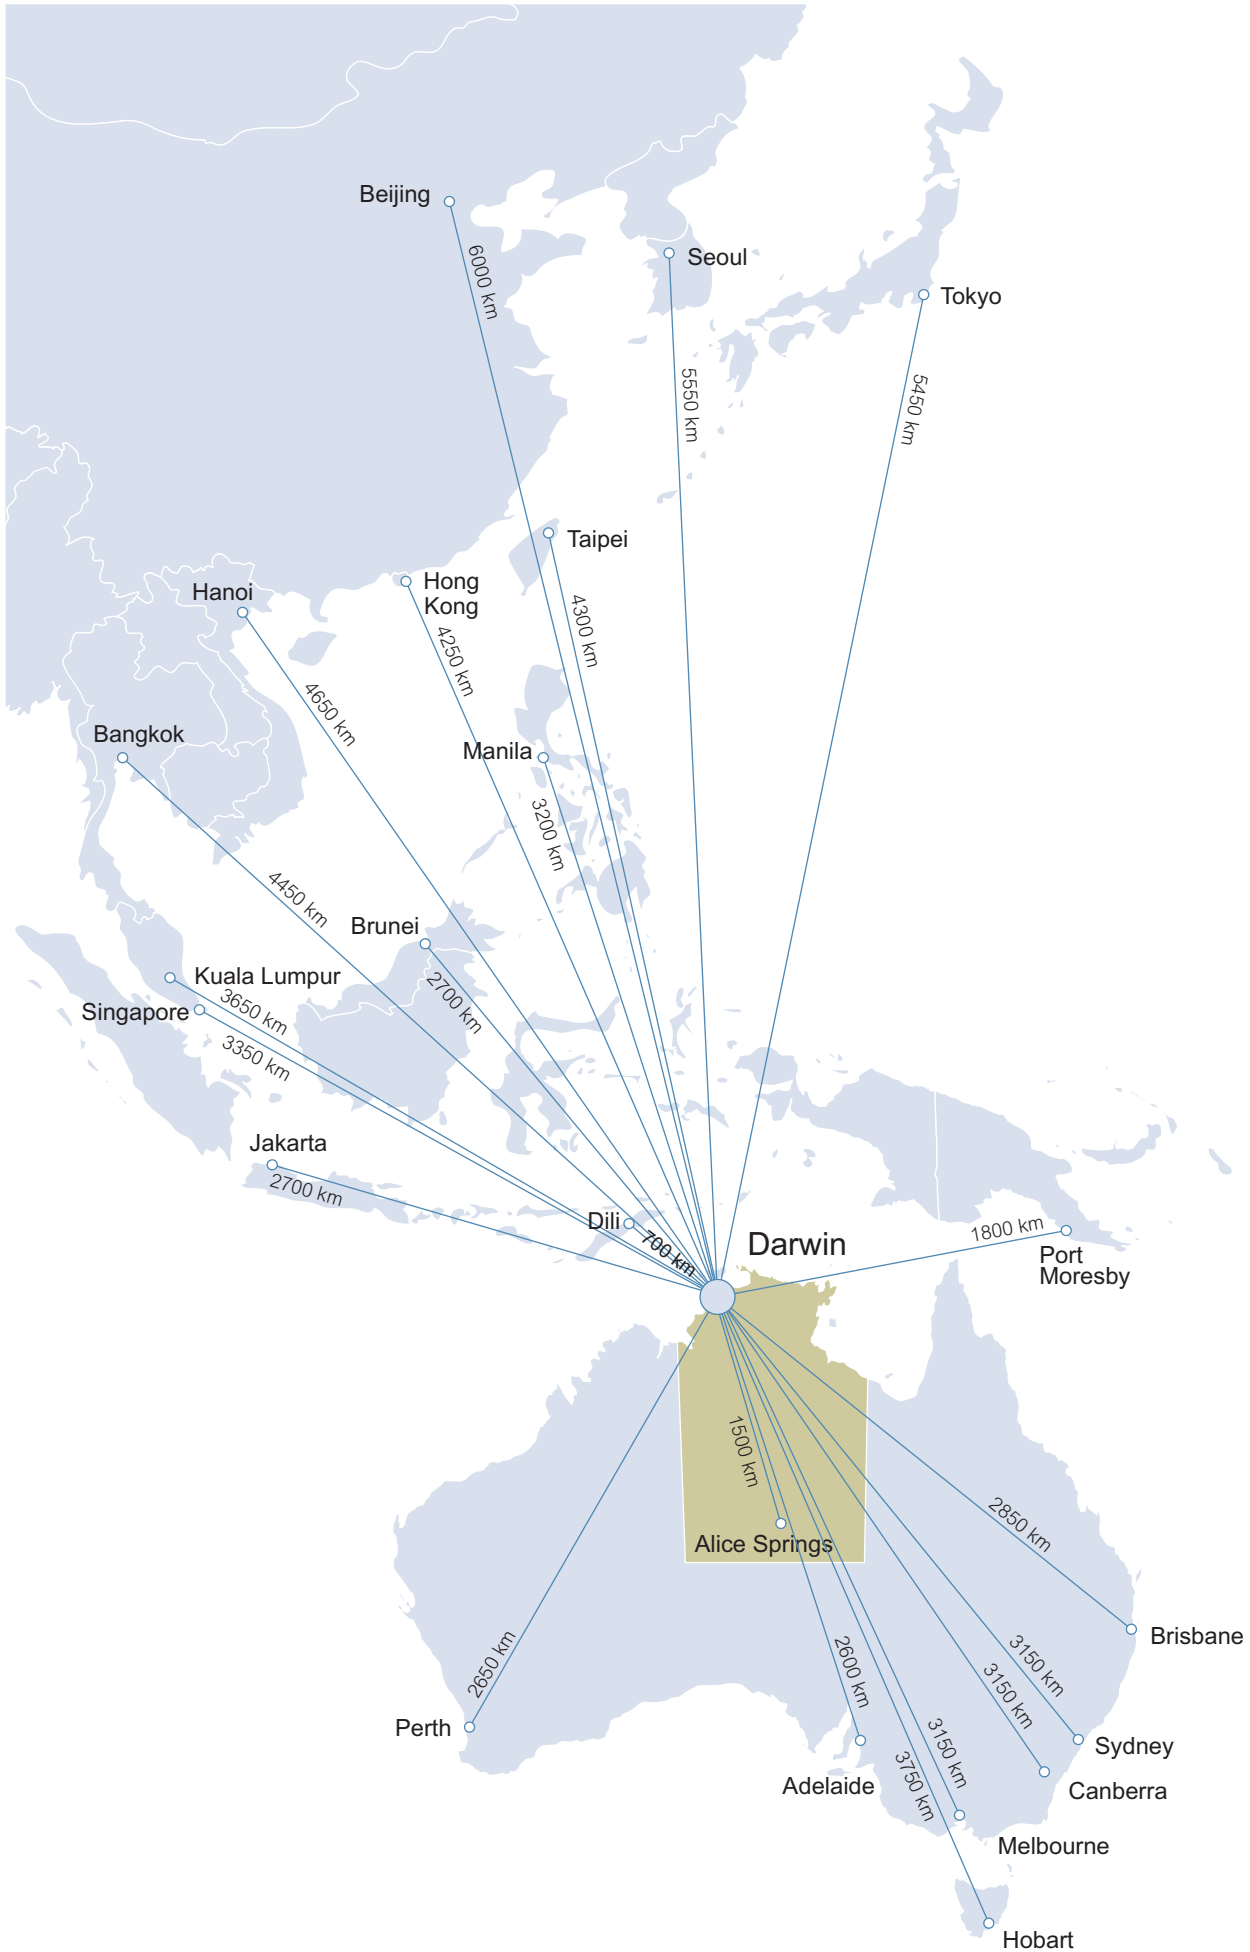 Beijing
6000 km
Seoul
Tokyo
5550 km
5450 km
Taipei
Hong
Kong
Hanoi
4300 km
4250 km
4650 km
Bangkok
Manila
3200 km
4450 km
Brunei
Kuala Lumpur
2700 km
3650 km
Singapore
3350 km
Jakarta
2700 km
Dili
700 km
Darwin
1800 km
Port
Moresby
1500 km
Alice Springs
2850 km
Brisbane
2650 km
2600 km
3150 km
3150 km
Perth
3150 km
3750 km
Sydney
Adelaide
Canberra
Melbourne
Hobart